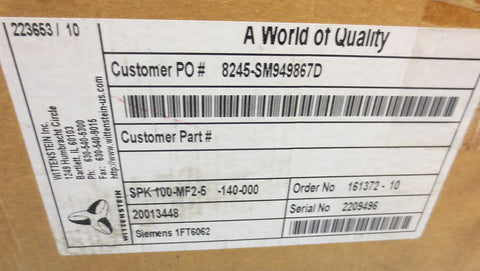 223653 / 10
A World of Quality
Customer PO # 8245-SM949867D
WITTENSTEIN Inc.
1249 Humbracht Circle
Bartlett, IL 60103
Ph: 630-540-5300
Fax: 630-540-9015
http://www.wittenstein-us.com
Customer Part #
SPK 100-MF2-5 -140-000
Order No 161372 - 10
20013448
Serial No 2209496
Siemens 1FT6062
WITTENSTEIN